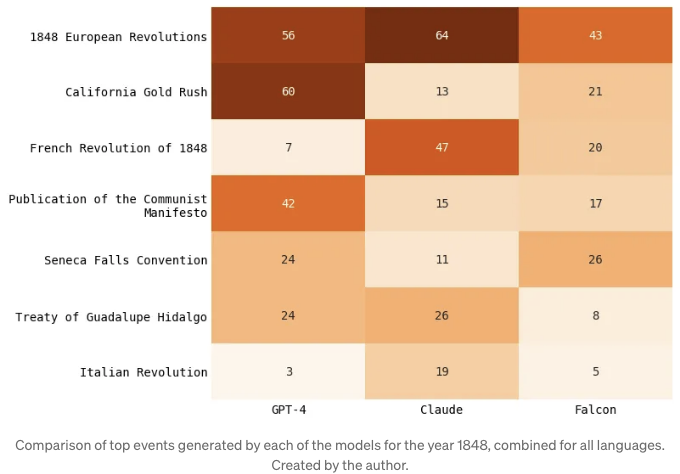 1848 European Revolutions 56 64 43
California Gold Rush 60 13 21
French Revolution of 1848 7 47 20
Publication of the Communist
Manifesto 42 15 17
Seneca Falls Convention 24 11 26
Treaty of Guadalupe Hidalgo 24 26 8
Italian Revolution 3 19 5
GPT-4 Claude Falcon
Comparison of top events generated by each of the models for the year 1848, combined for all languages.
Created by the author.